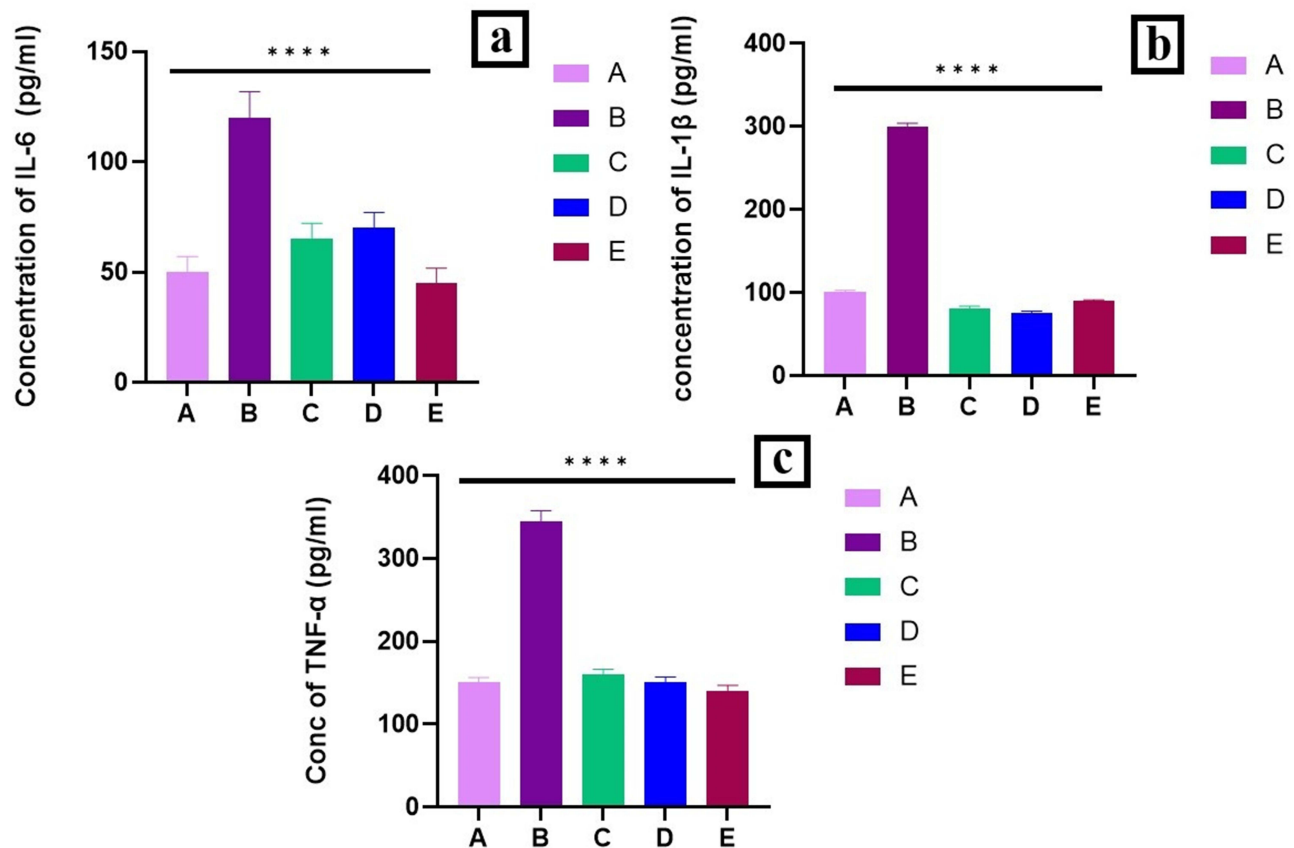 a
Concentration of IL-6 (pg/ml)
150
100
50
0
****
A B C D E
A
B
C
D
E
b
concentration of IL-1β (pg/ml)
400
300
200
100
0
****
A B C D E
A
B
C
D
E
c
Conc of TNF-α (pg/ml)
400
300
200
100
0
****
A B C D E
A
B
C
D
E